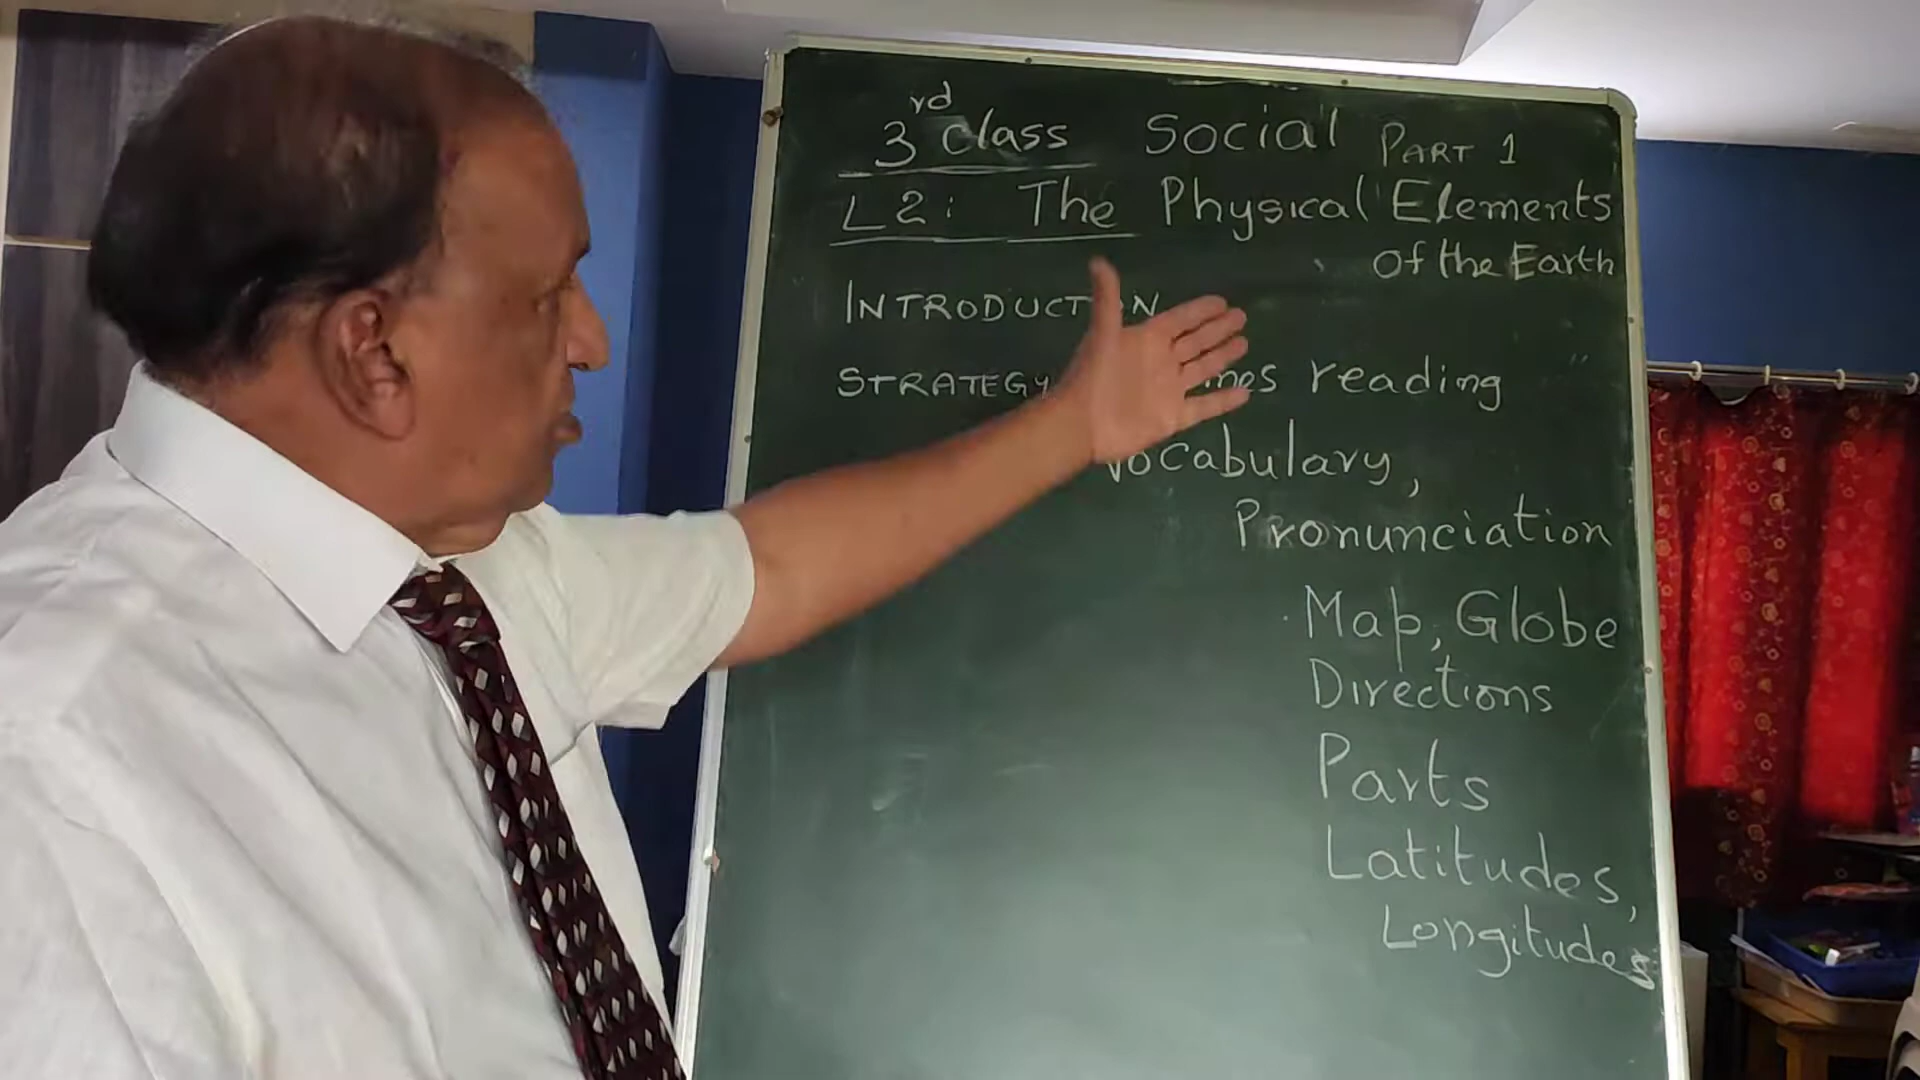 3rd class Social PART 1
L2: The Physical Elements
of the Earth
INTRODUCTION
STRATEGY reading
Vocabulary,
Pronunciation
Map, Globe
Directions
Parts
Latitudes,
Longitudes